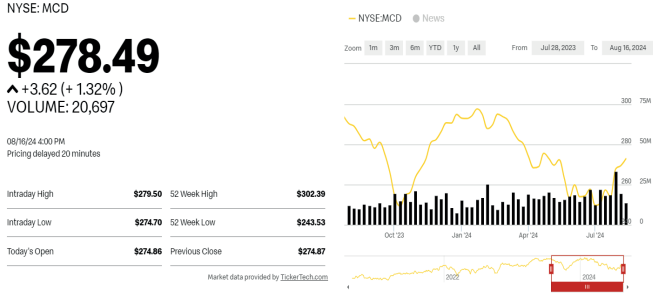 NYSE: MCD
$278.49
+3.62 (+ 1.32% )
VOLUME: 20,697
08/16/24 4:00 PM
Pricing delayed 20 minutes
Intraday High $279.50 52 Week High $302.39
Intraday Low $274.70 52 Week Low $243.53
Today's Open $274.86 Previous Close $274.87
Market data provided by TickerTech.com
NYSE:MCD News
Zoom 1m 3m 6m YTD 1y All From Jul 28, 2023 To Aug 16, 2024
300 75M
280 50M
260 25M
0
Oct '23 Jan '24 Apr '24 Jul '24
2022 2024